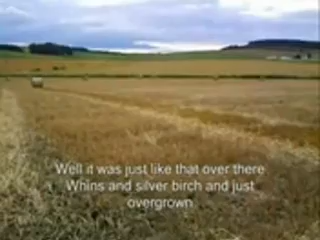 Well it was just like that over there
Whins and silver birch and just
overgrown